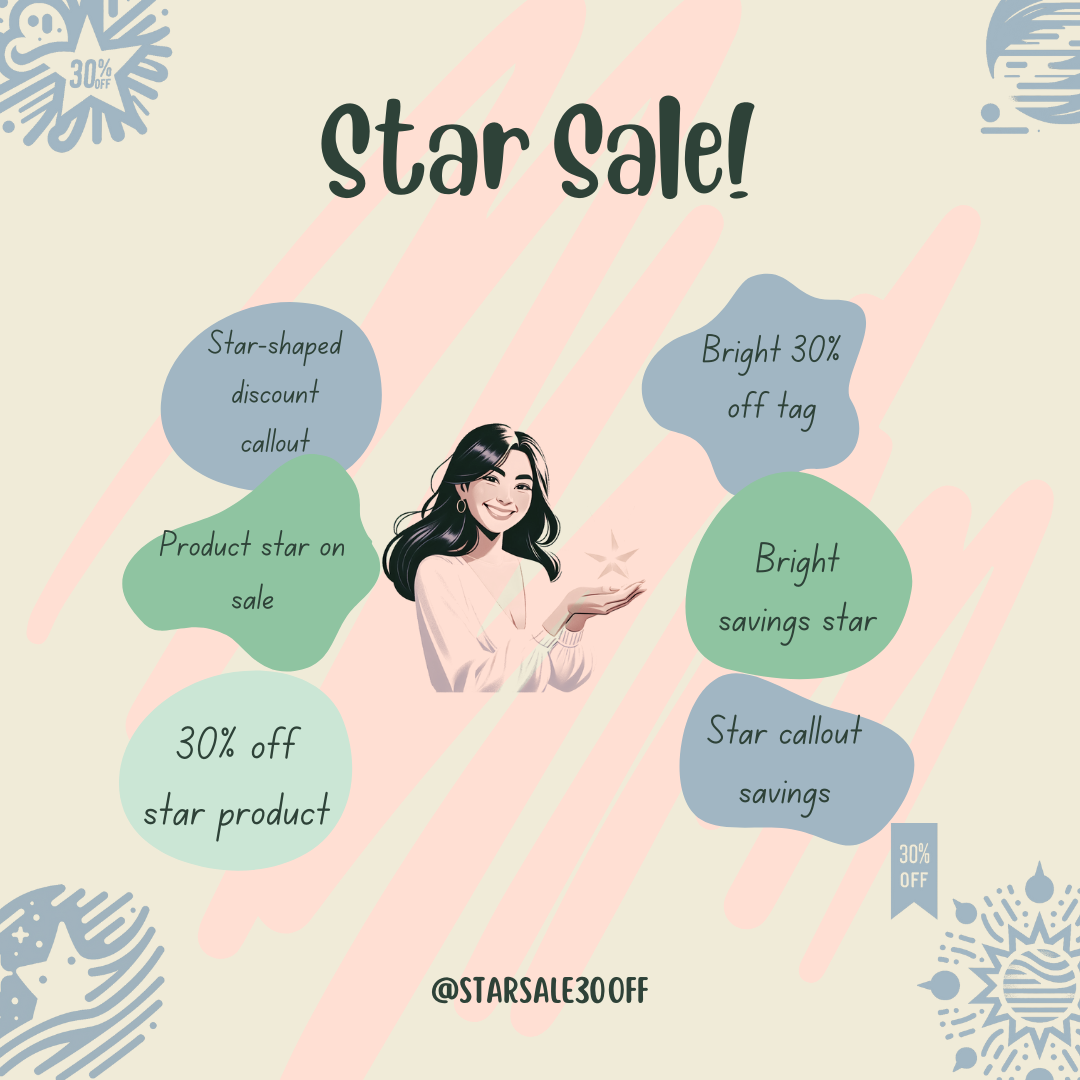 30%
OFF
Star Sale!
Star-shaped
discount
callout
Bright 30%
off tag
Product star on
sale
Bright
savings star
30% off
star product
Star callout
savings
30%
OFF
@STARSALE30OFF